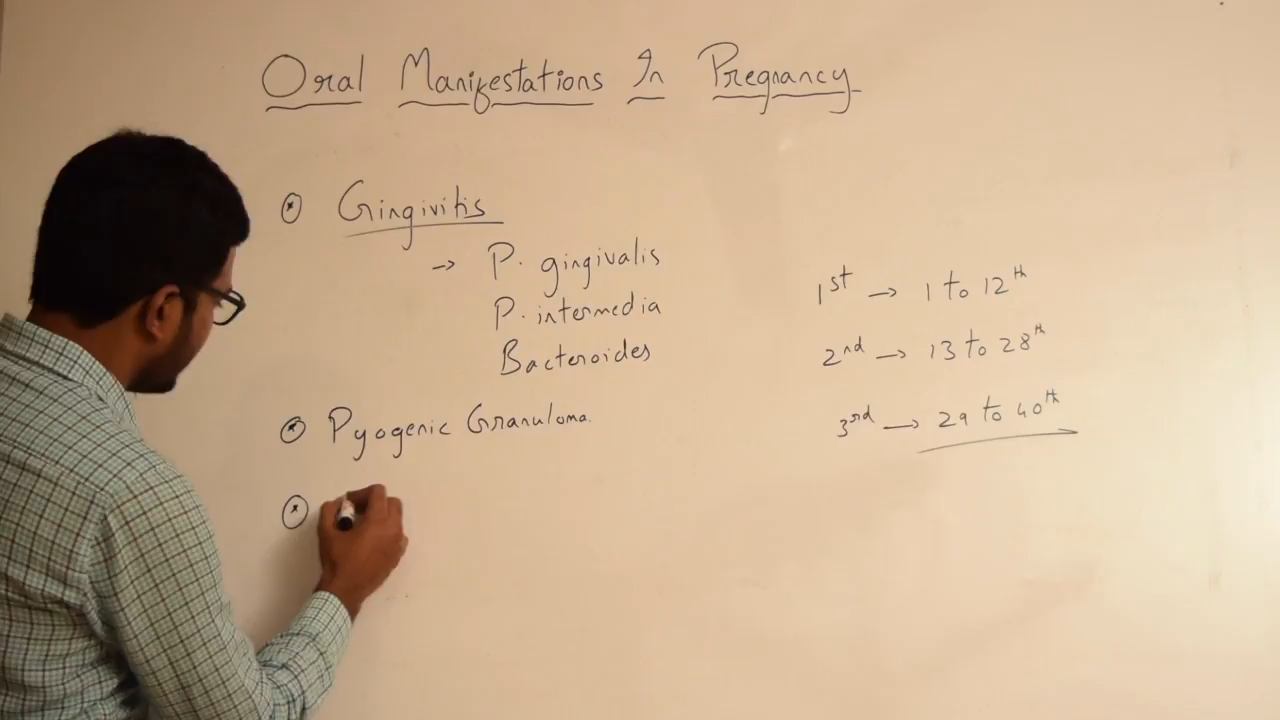 Oral Manifestations In Pregnancy
Gingivitis
→ P. gingivalis
P. intermedia
Bacteroides
Pyogenic Granuloma.
1st → 1 to 12th
2nd → 13 to 28th
3rd → 29 to 40th